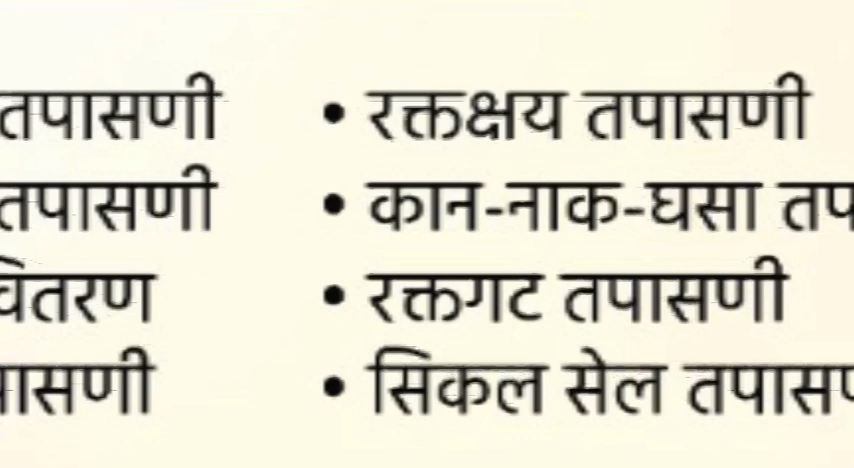 तपासणी • रक्तक्षय तपासणी
तपासणी • कान-नाक-घसा
वितरण • रक्तगट तपासणी
• सिकल सेल